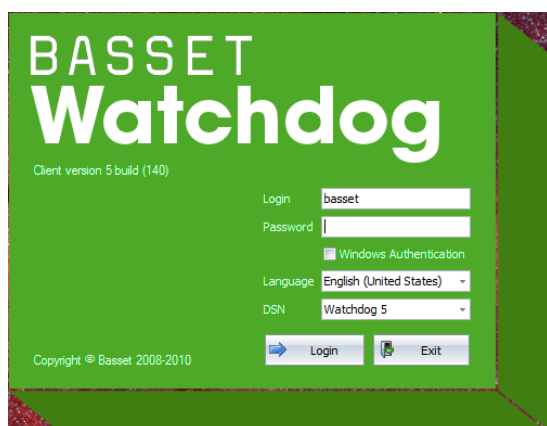 BASSET
Watchdog
Client version 5 build (140)
Login basset
Password
Windows Authentication
Language English (United States)
DSN Watchdog 5
Login Exit
Copyright © Basset 2008-2010